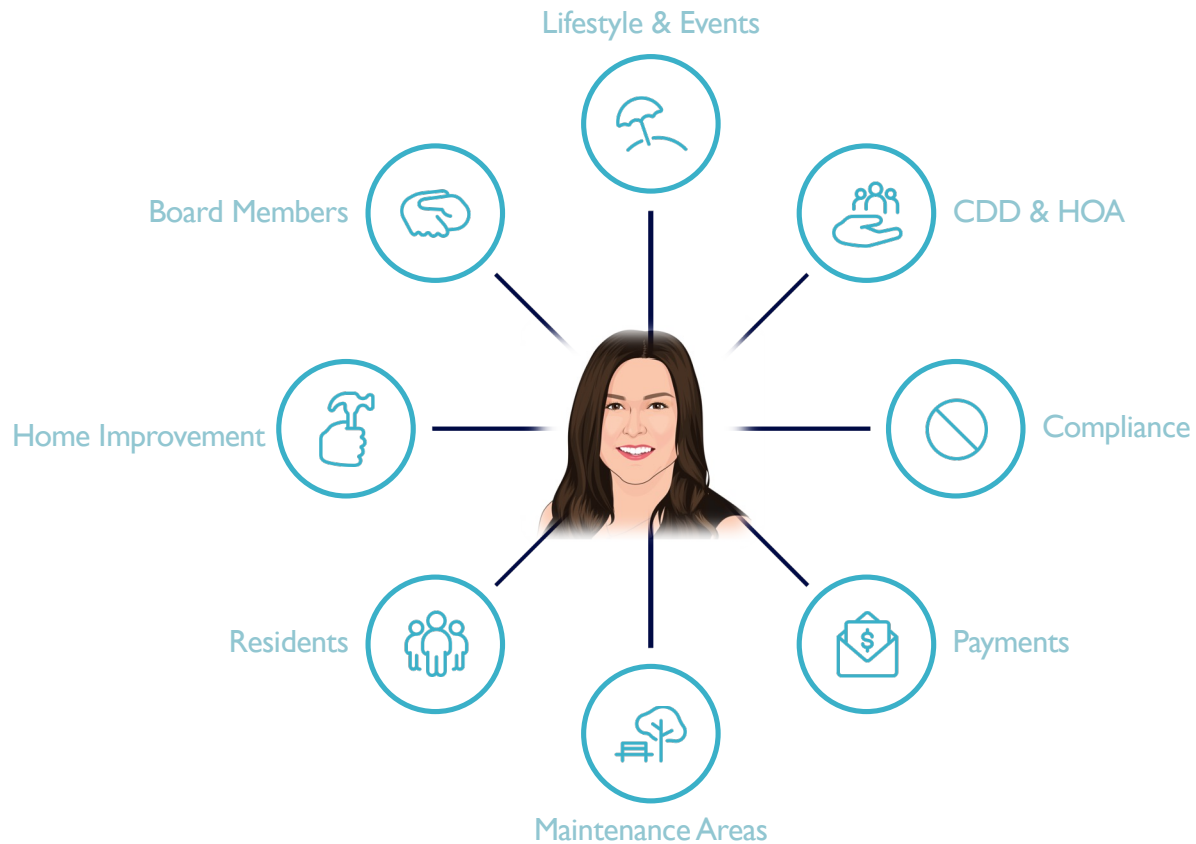 Lifestyle & Events
Board Members
CDD & HOA
Home Improvement
Compliance
Residents
$
Payments
Maintenance Areas